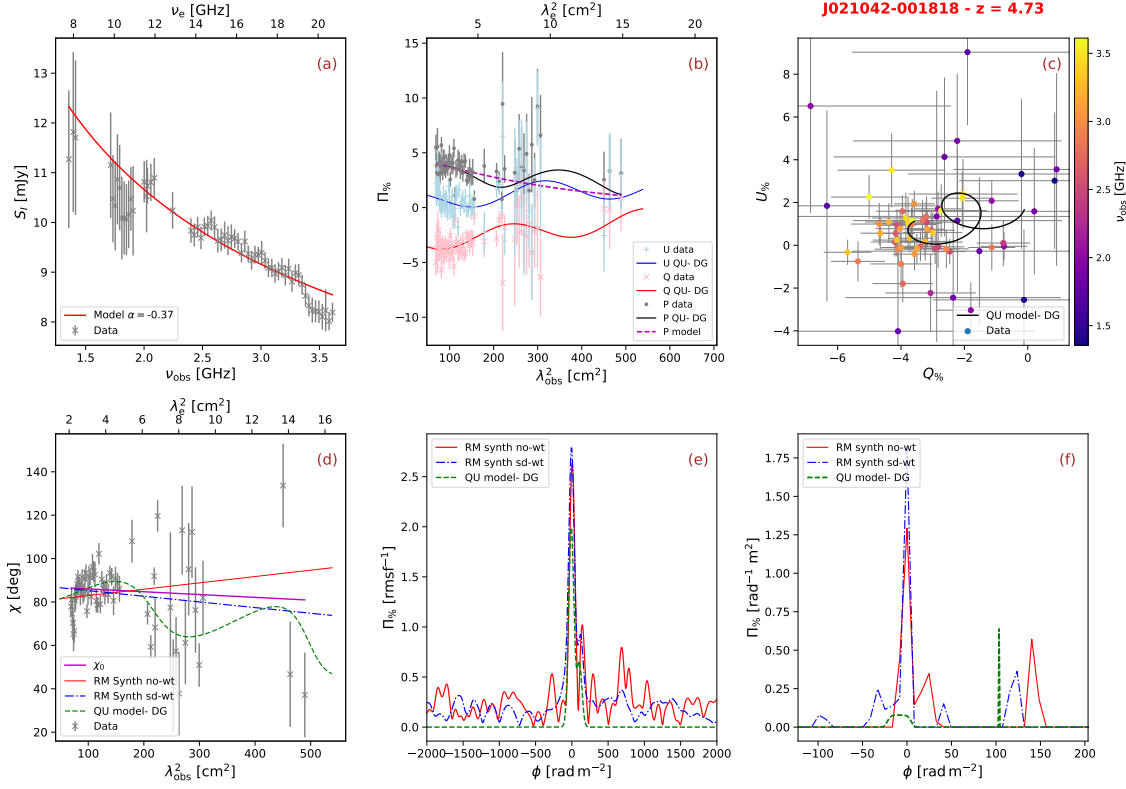 J021042-001818 - z = 4.73
ν_e [GHz]
8 10 12 14 16 18 20
(a)
S_I [mJy]
13
12
11
10
9
8
Model α = -0.37
Data
1.5 2.0 2.5 3.0 3.5
ν_obs [GHz]
λ_e^2 [cm^2]
5 10 15
(b)
Π_%
15
10
5
0
−5
−10
U data
U QU- DG
Q data
Q QU- DG
P data
P QU- DG
P model
100 200 300 400 500 600 700
λ_obs^2 [cm^2]
(c)
U_%
8
6
4
2
0
−2
−4
QU model- DG
Data
−6 −4 −2 0
Q_%
3.5
3.0
2.5
2.0
1.5
ν_obs [GHz]
λ_e^2 [cm^2]
2 4 6 8 10 12 14 16
(d)
χ [deg]
140
120
100
80
60
40
20
χ_0
RM Synth no-wt
RM Synth sd-wt
QU model- DG
Data
100 200 300 400 500
λ_obs^2 [cm^2]
(e)
RM synth no-wt
RM synth sd-wt
QU model- DG
Π_% [rmsf^−1]
2.5
2.0
1.5
1.0
0.5
0.0
−2000 −1500 −1000 −500 0 500 1000 1500 2000
ϕ [rad m^−2]
(f)
RM synth no-wt
RM synth sd-wt
QU model- DG
Π_% [rad^−1 m^2]
1.75
1.50
1.25
1.00
0.75
0.50
0.25
0.00
−100 −50 0 50 100 150 200
ϕ [rad m^−2]